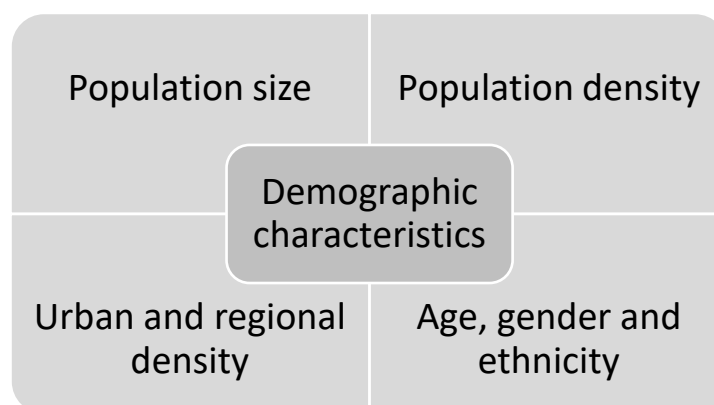 Population size
Population density
Demographic
characteristics
Urban and regional
density
Age, gender and
ethnicity